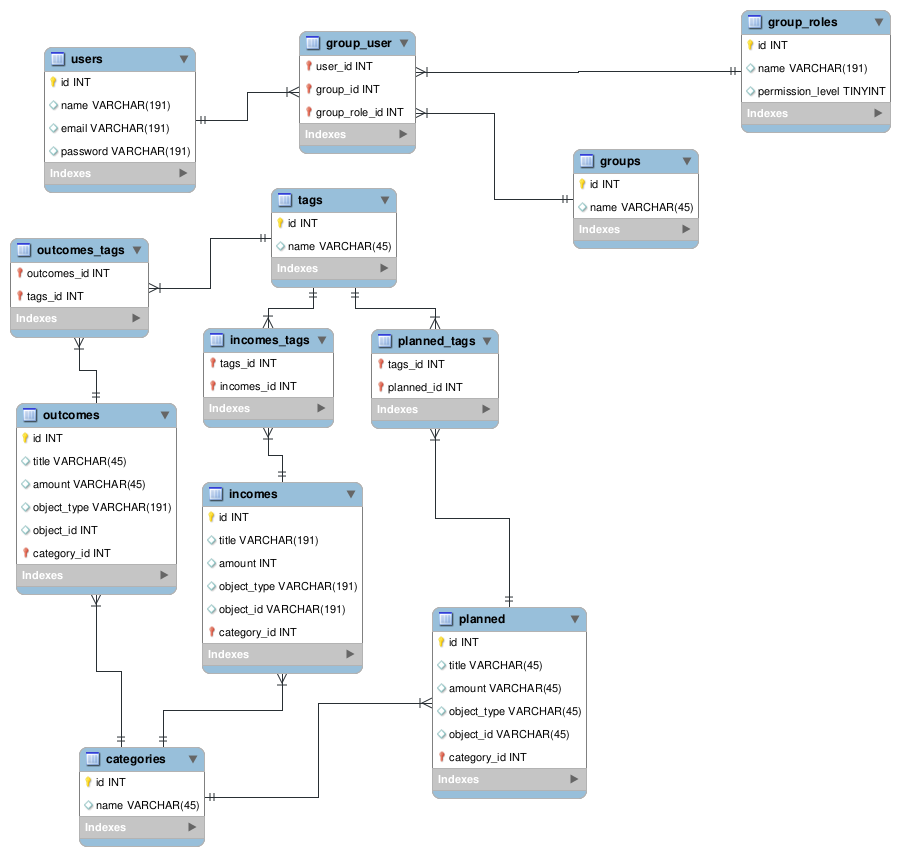 users
id INT
name VARCHAR(191)
email VARCHAR(191)
password VARCHAR(191)
Indexes
group_user
user_id INT
group_id INT
group_role_id INT
Indexes
group_roles
id INT
name VARCHAR(191)
permission_level TINYINT
Indexes
groups
id INT
name VARCHAR(45)
Indexes
tags
id INT
name VARCHAR(45)
Indexes
outcomes_tags
outcomes_id INT
tags_id INT
Indexes
incomes_tags
tags_id INT
incomes_id INT
Indexes
planned_tags
tags_id INT
planned_id INT
Indexes
outcomes
id INT
title VARCHAR(45)
amount VARCHAR(45)
object_type VARCHAR(191)
object_id INT
category_id INT
Indexes
incomes
id INT
title VARCHAR(191)
amount INT
object_type VARCHAR(191)
object_id VARCHAR(191)
category_id INT
Indexes
planned
id INT
title VARCHAR(45)
amount VARCHAR(45)
object_type VARCHAR(45)
object_id VARCHAR(45)
category_id INT
Indexes
categories
id INT
name VARCHAR(45)
Indexes